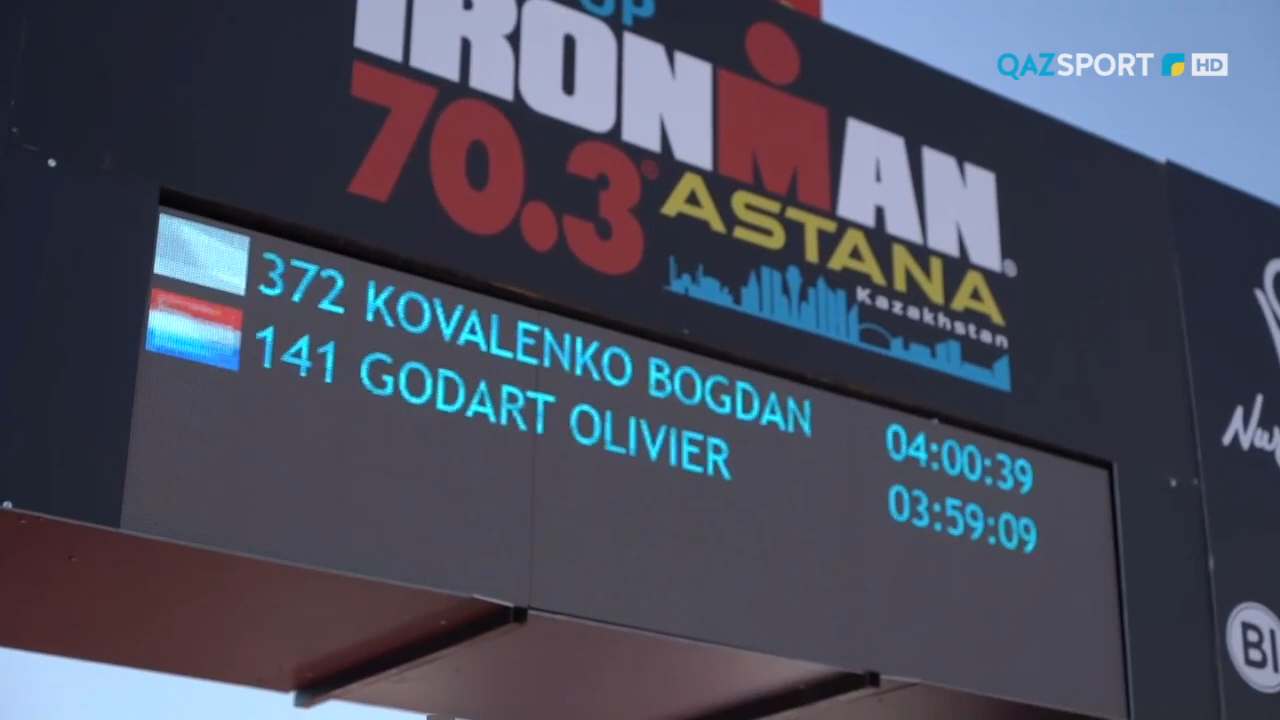 UP
IRONMAN
70.3 ASTANA
Kazakhstan
QAZSPORT HD
372 KOVALENKO BOGDAN 04:00:39
141 GODART OLIVIER 03:59:09